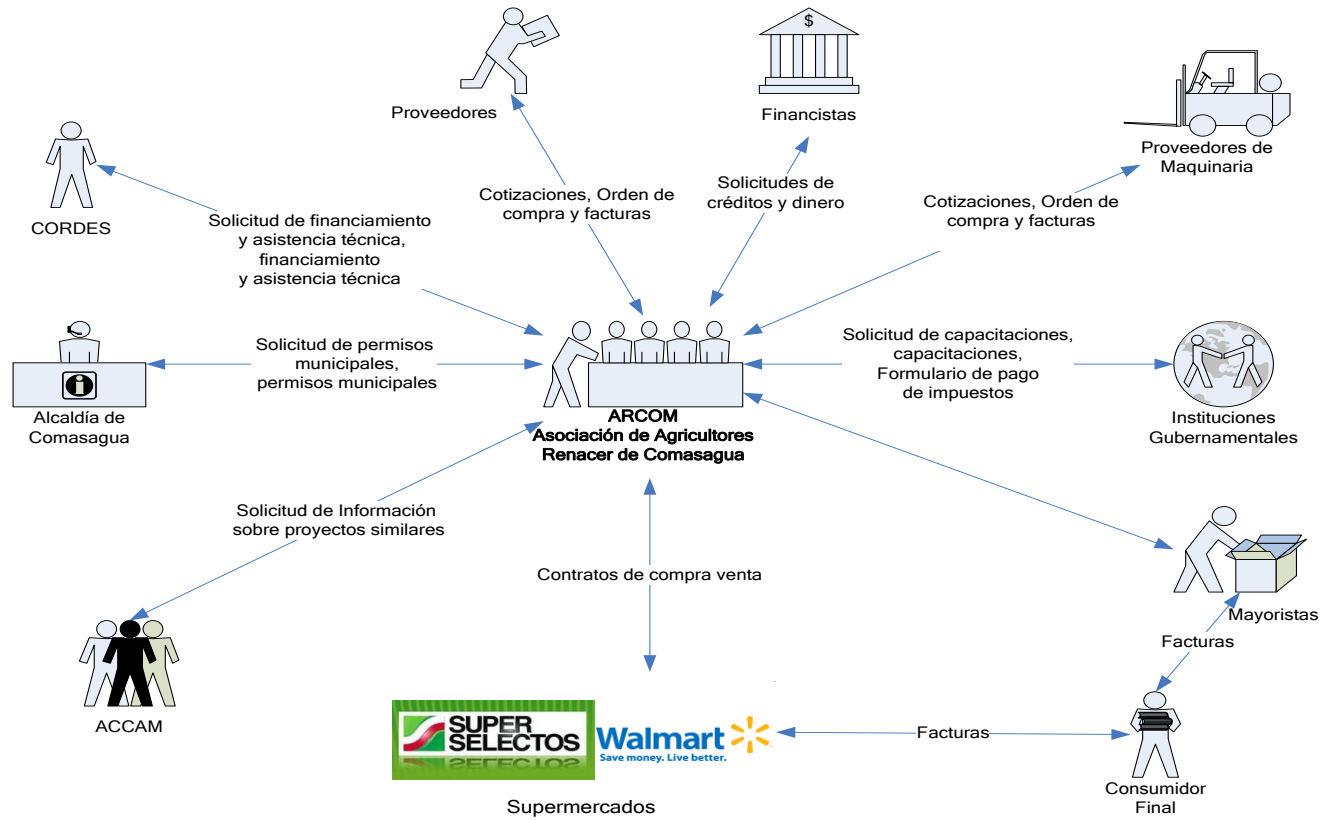 $
Proveedores
Financistas
Proveedores de
Maquinaria
CORDES
Solicitud de financiamiento
y asistencia técnica,
financiamiento
y asistencia técnica
Cotizaciones, Orden de
compra y facturas
Solicitudes de
créditos y dinero
Cotizaciones, Orden de
compra y facturas
Alcaldía de
Comasagua
Solicitud de permisos
municipales,
permisos municipales
ARCOM
Asociación de Agricultores
Renacer de Comasagua
Solicitud de capacitaciones,
capacitaciones,
Formulario de pago
de impuestos
Instituciones
Gubernamentales
Solicitud de Información
sobre proyectos similares
ACCAM
Contratos de compra venta
Mayoristas
Facturas
SUPER
SELECTOS
Walmart
Save money. Live better.
Supermercados
Facturas
Consumidor
Final